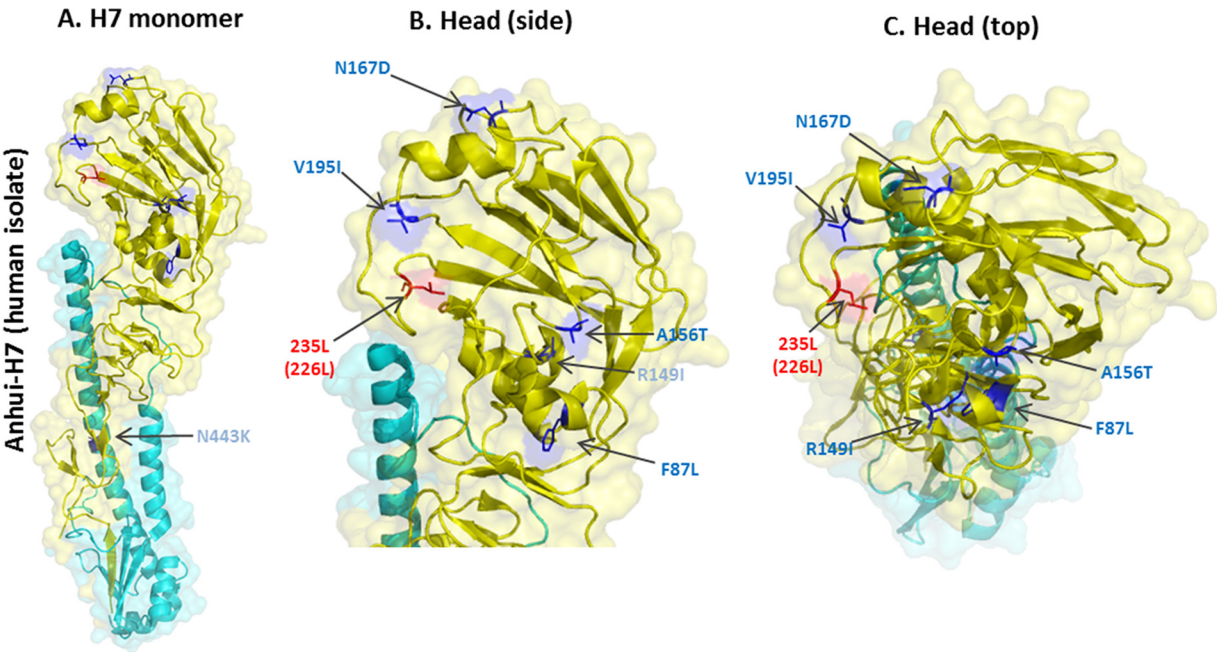 A. H7 monomer
B. Head (side)
C. Head (top)
Anhui-H7 (human isolate)
N443K
N167D
V195I
235L
(226L)
A156T
R149I
F87L
N167D
V195I
235L
(226L)
A156T
F87L
R149I